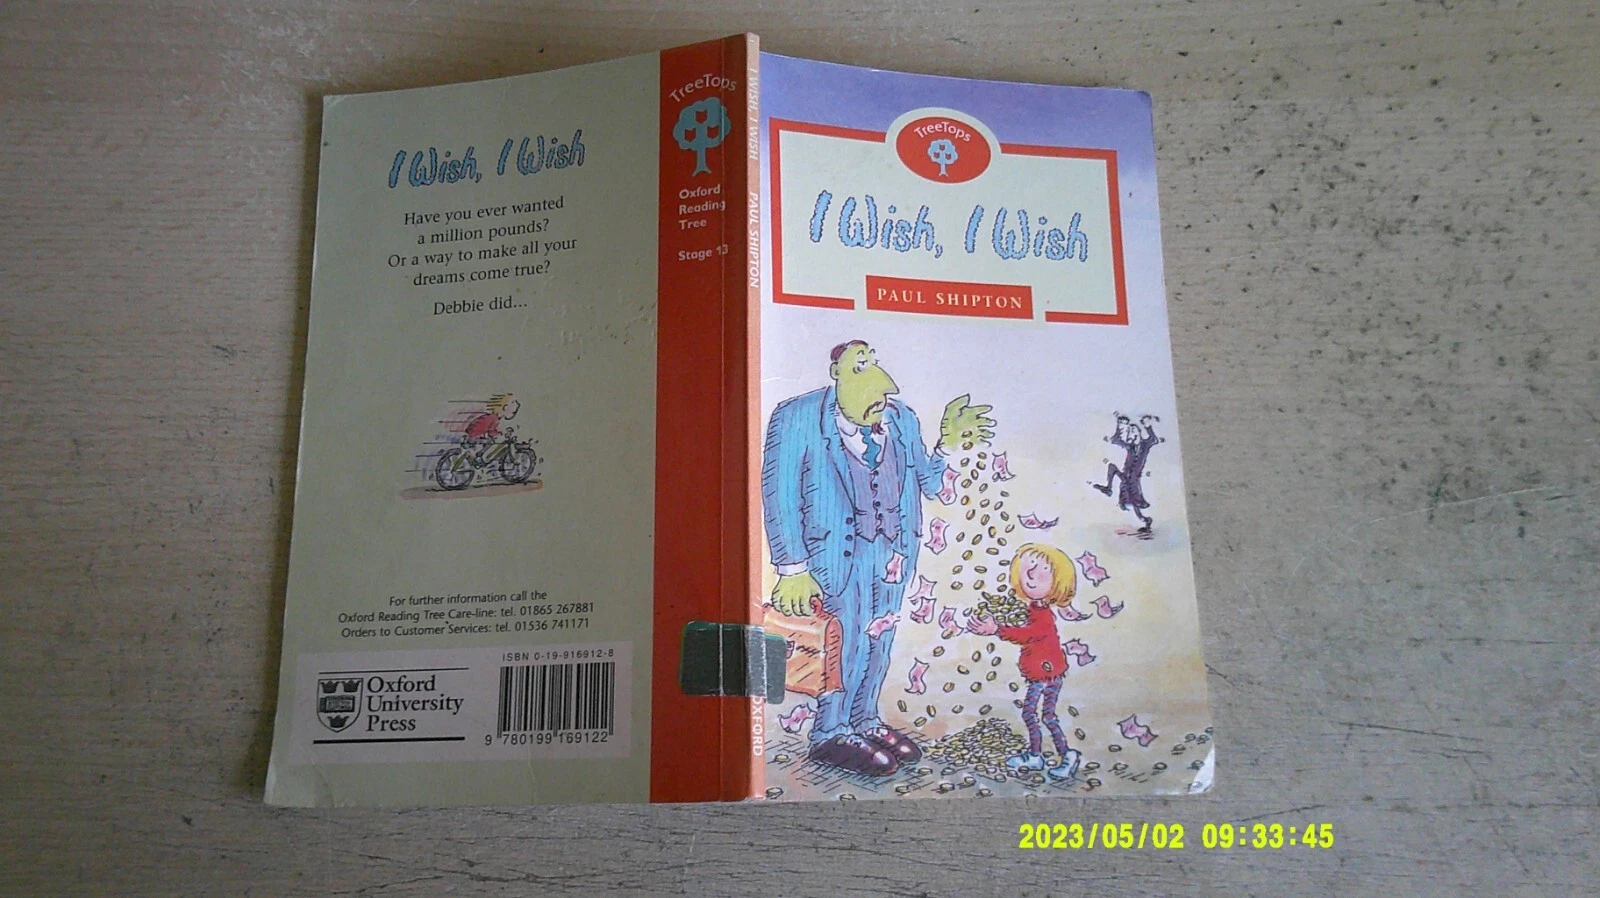 I Wish, I Wish
Have you ever wanted
a million pounds?
Or a way to make all your
dreams come true?
Debbie did...
For further information call the
Oxford Reading Tree Care-line: tel. 01865 267881
Orders to Customer Services: tel. 01536 741171
ISBN 0-19-916912-8
Oxford
University
Press
9 780199 169122
TreeTops
Oxford
Reading
Tree
Stage 13
I WISH, I WISH PAUL SHIPTON OXFORD
TreeTops
I Wish, I Wish
PAUL SHIPTON
2023/05/02 09:33:45